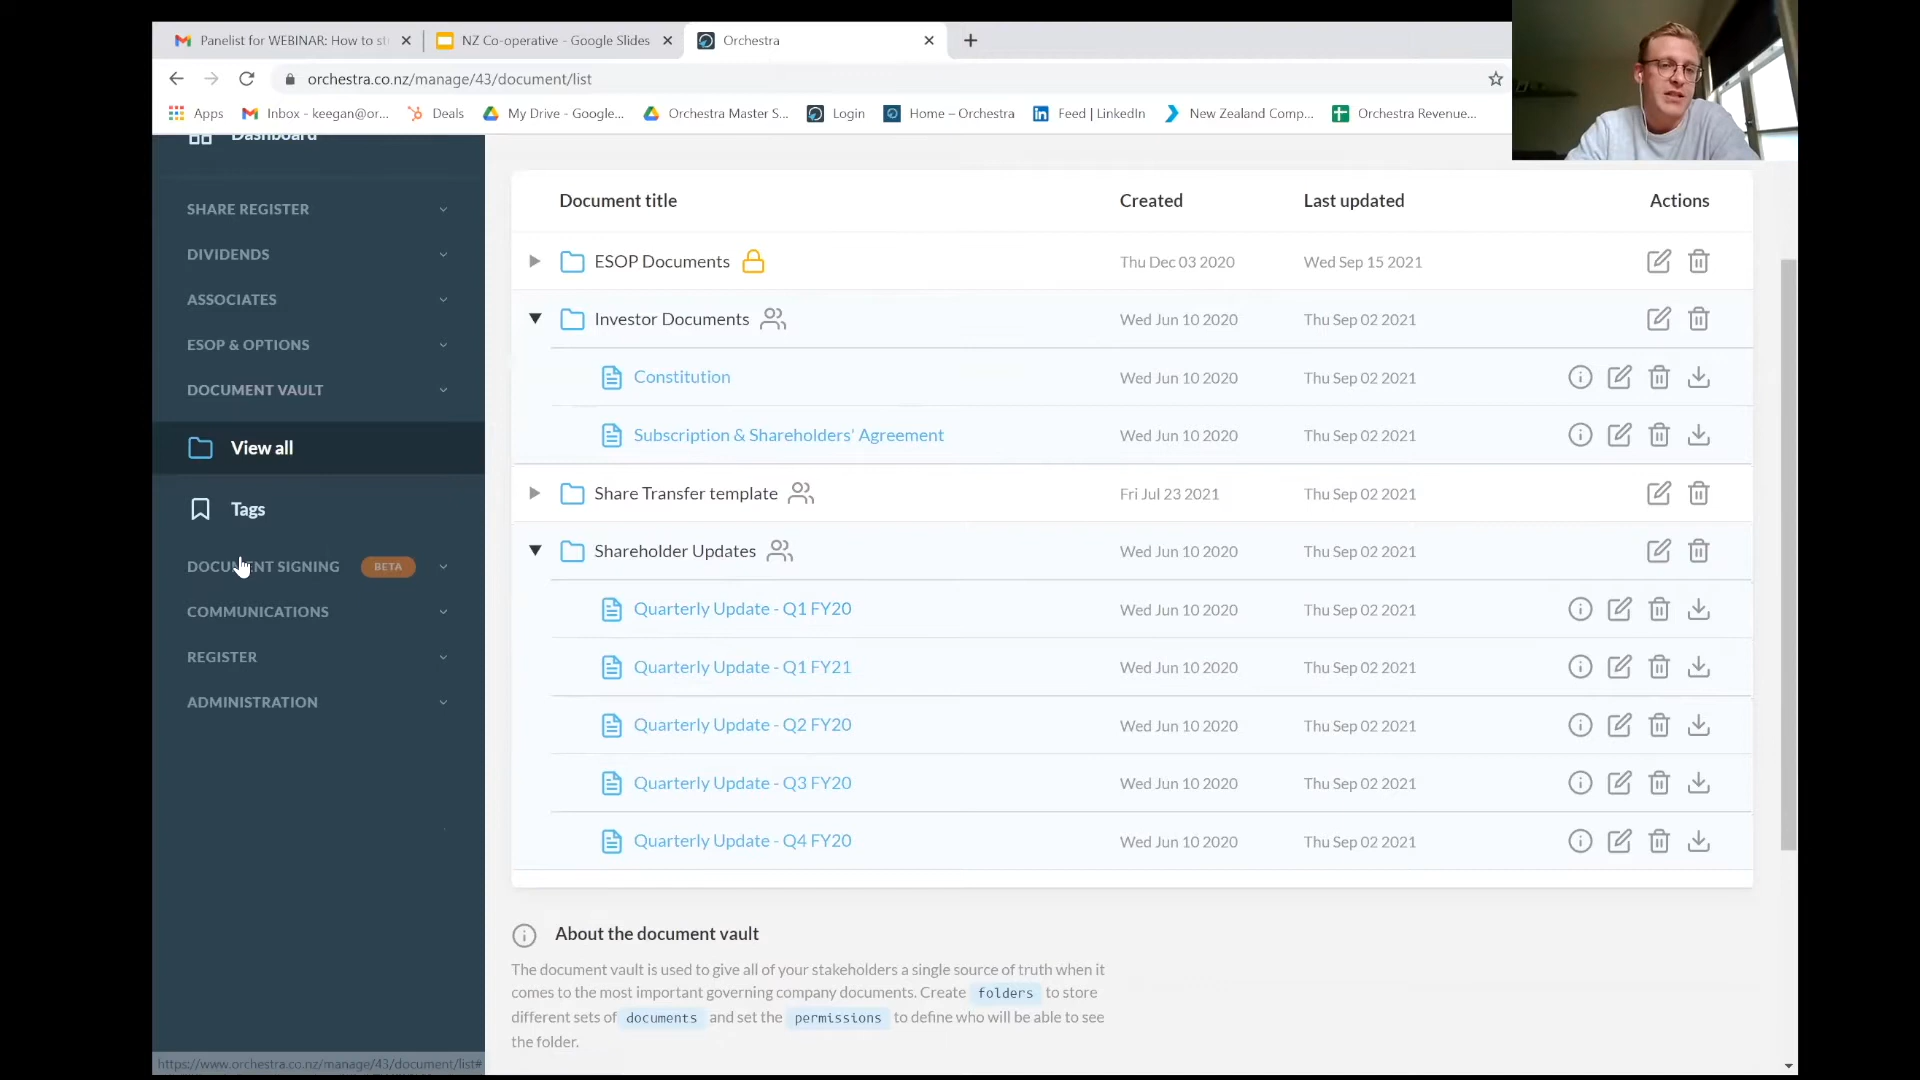 Panelist for WEBINAR: How to st
NZ Co-operative - Google Slides
Orchestra
orchestra.co.nz/manage/43/document/list
Apps
Inbox - keegan@or...
Deals
My Drive - Google...
Orchestra Master S...
Login
Home – Orchestra
Feed | LinkedIn
New Zealand Comp...
Orchestra Revenue...
Dashboard
SHARE REGISTER
DIVIDENDS
ASSOCIATES
ESOP & OPTIONS
DOCUMENT VAULT
View all
Tags
DOCUMENT SIGNING BETA
COMMUNICATIONS
REGISTER
ADMINISTRATION
Document title Created Last updated Actions
ESOP Documents Thu Dec 03 2020 Wed Sep 15 2021
Investor Documents Wed Jun 10 2020 Thu Sep 02 2021
Constitution Wed Jun 10 2020 Thu Sep 02 2021
Subscription & Shareholders' Agreement Wed Jun 10 2020 Thu Sep 02 2021
Share Transfer template Fri Jul 23 2021 Thu Sep 02 2021
Shareholder Updates Wed Jun 10 2020 Thu Sep 02 2021
Quarterly Update - Q1 FY20 Wed Jun 10 2020 Thu Sep 02 2021
Quarterly Update - Q1 FY21 Wed Jun 10 2020 Thu Sep 02 2021
Quarterly Update - Q2 FY20 Wed Jun 10 2020 Thu Sep 02 2021
Quarterly Update - Q3 FY20 Wed Jun 10 2020 Thu Sep 02 2021
Quarterly Update - Q4 FY20 Wed Jun 10 2020 Thu Sep 02 2021
About the document vault
The document vault is used to give all of your stakeholders a single source of truth when it
comes to the most important governing company documents. Create folders to store
different sets of documents and set the permissions to define who will be able to see
the folder.
https://www.orchestra.co.nz/manage/43/document/list#